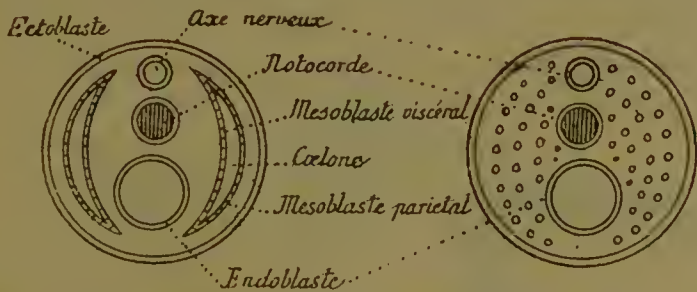 Ectoblaste
Axe nerveux
Notocorde
Mesoblaste viscéral
Cœlome
Mesoblaste parietal
Endoblaste